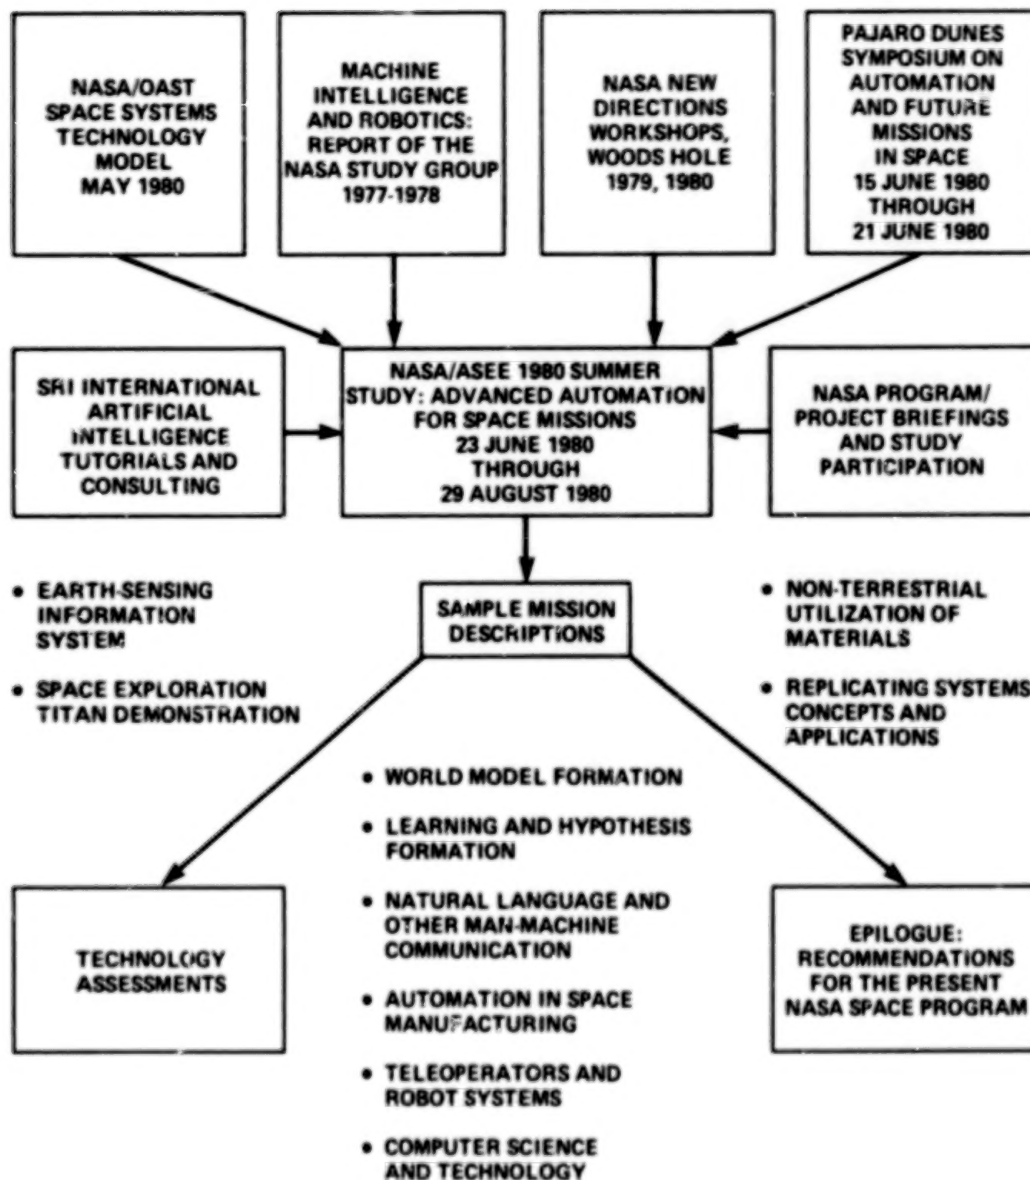 NASA/OAST
SPACE SYSTEMS
TECHNOLOGY
MODEL
MAY 1980
MACHINE
INTELLIGENCE
AND ROBOTICS:
REPORT OF THE
NASA STUDY GROUP
1977-1978
NASA NEW
DIRECTIONS
WORKSHOPS,
WOODS HOLE
1979, 1980
PAJARO DUNES
SYMPOSIUM ON
AUTOMATION
AND FUTURE
MISSIONS
IN SPACE
15 JUNE 1980
THROUGH
21 JUNE 1980
SRI INTERNATIONAL
ARTIFICIAL
INTELLIGENCE
TUTORIALS AND
CONSULTING
NASA/ASEE 1980 SUMMER
STUDY: ADVANCED AUTOMATION
FOR SPACE MISSIONS
23 JUNE 1980
THROUGH
29 AUGUST 1980
NASA PROGRAM/
PROJECT BRIEFINGS
AND STUDY
PARTICIPATION
• EARTH-SENSING
INFORMATION
SYSTEM
• SPACE EXPLORATION
TITAN DEMONSTRATION
SAMPLE MISSION
DESCRIPTIONS
• NON-TERRESTRIAL
UTILIZATION OF
MATERIALS
• REPLICATING SYSTEMS
CONCEPTS AND
APPLICATIONS
• WORLD MODEL FORMATION
• LEARNING AND HYPOTHESIS
FORMATION
• NATURAL LANGUAGE AND
OTHER MAN-MACHINE
COMMUNICATION
• AUTOMATION IN SPACE
MANUFACTURING
• TELEOPERATORS AND
ROBOT SYSTEMS
• COMPUTER SCIENCE
AND TECHNOLOGY
TECHNOLOGY
ASSESSMENTS
EPILOGUE:
RECOMMENDATIONS
FOR THE PRESENT
NASA SPACE PROGRAM